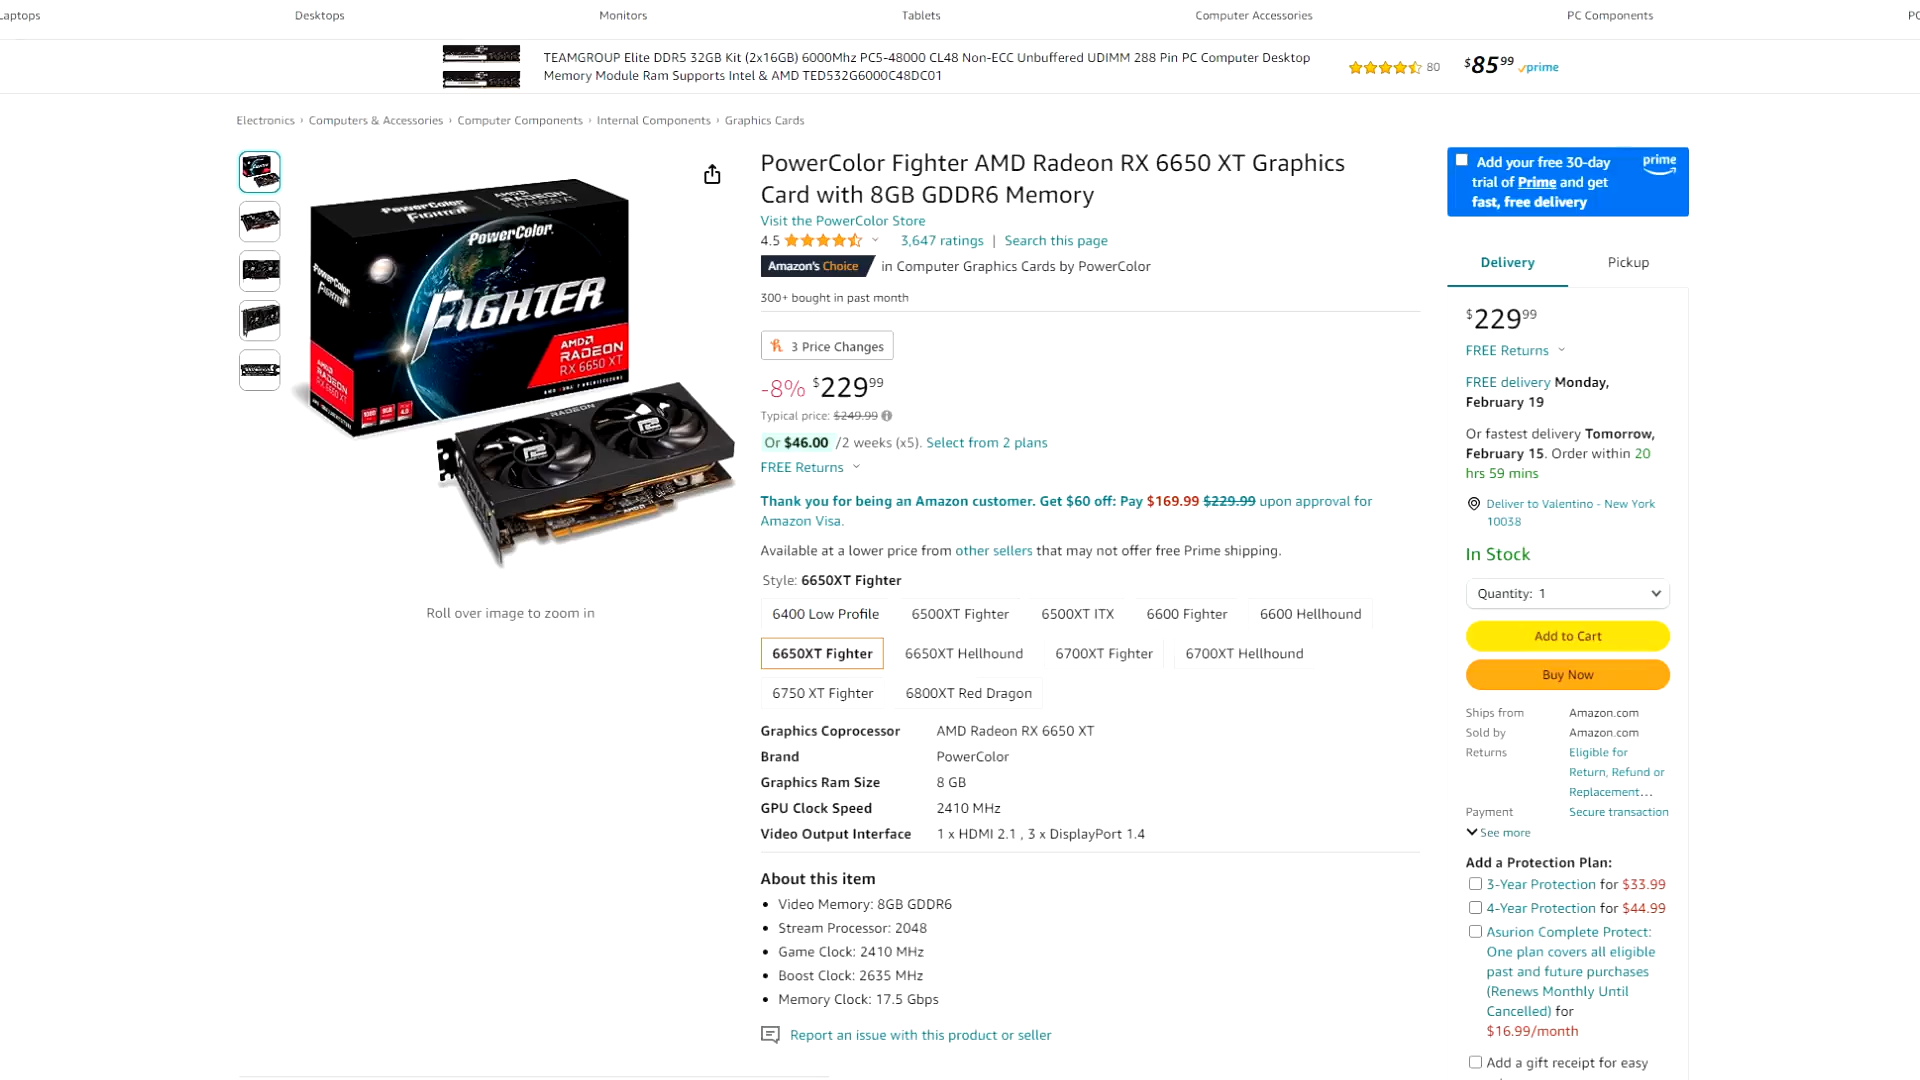 Laptops
Desktops
Monitors
Tablets
Computer Accessories
PC Components
PC
TEAMGROUP Elite DDR5 32GB Kit (2x16GB) 6000Mhz PC5-48000 CL48 Non-ECC Unbuffered UDIMM 288 Pin PC Computer Desktop
Memory Module Ram Supports Intel & AMD TED532G6000C48DC01
80
$85 99
prime
Electronics › Computers & Accessories › Computer Components › Internal Components › Graphics Cards
PowerColor
FIGHTER
AMD
RADEON
RX 6650 XT
PowerColor
PowerColor
Fighter
FIGHTER
AMD
RADEON
RX 6650 XT
AMD
RADEON
RX 6650 XT
RADEON
Roll over image to zoom in
PowerColor Fighter AMD Radeon RX 6650 XT Graphics
Card with 8GB GDDR6 Memory
Visit the PowerColor Store
4.5
3,647 ratings | Search this page
Amazon's Choice in Computer Graphics Cards by PowerColor
300+ bought in past month
3 Price Changes
-8% $229 99
Typical price: $249.99
Or $46.00 /2 weeks (x5). Select from 2 plans
FREE Returns
Thank you for being an Amazon customer. Get $60 off: Pay $169.99 $229.99 upon approval for
Amazon Visa.
Available at a lower price from other sellers that may not offer free Prime shipping.
Style: 6650XT Fighter
6400 Low Profile
6500XT Fighter
6500XT ITX
6600 Fighter
6600 Hellhound
6650XT Fighter
6650XT Hellhound
6700XT Fighter
6700XT Hellhound
6750 XT Fighter
6800XT Red Dragon
Graphics Coprocessor AMD Radeon RX 6650 XT
Brand PowerColor
Graphics Ram Size 8 GB
GPU Clock Speed 2410 MHz
Video Output Interface 1 x HDMI 2.1 , 3 x DisplayPort 1.4
About this item
• Video Memory: 8GB GDDR6
• Stream Processor: 2048
• Game Clock: 2410 MHz
• Boost Clock: 2635 MHz
• Memory Clock: 17.5 Gbps
Report an issue with this product or seller
Add your free 30-day
trial of Prime and get
fast, free delivery
prime
Delivery
Pickup
$229 99
FREE Returns
FREE delivery Monday,
February 19
Or fastest delivery Tomorrow,
February 15. Order within 20
hrs 59 mins
Deliver to Valentino - New York
10038
In Stock
Quantity: 1
Add to Cart
Buy Now
Ships from Amazon.com
Sold by Amazon.com
Returns Eligible for
Return, Refund or
Replacement…
Payment Secure transaction
See more
Add a Protection Plan:
3-Year Protection for $33.99
4-Year Protection for $44.99
Asurion Complete Protect:
One plan covers all eligible
past and future purchases
(Renews Monthly Until
Cancelled) for
$16.99/month
Add a gift receipt for easy